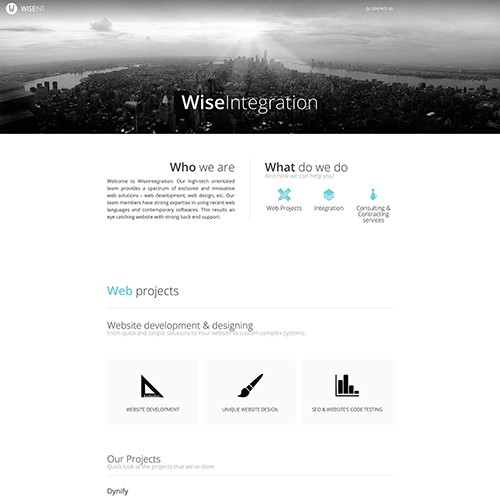 WISEINT
CONTACT US
WiseIntegration
Who we are
Welcome to Wiseintegration. Our high-tech orientated
team provides a spectrum of exclusive and innovative
web solutions – web development, web design, etc. Our
team members have strong expertise in using recent web
languages and contemporary softwares. This results an
eye catching website with strong back end support.
What do we do
And how we can help you!
Web Projects
Integration
Consulting &
Contracting
services
Web projects
Website development & designing
From quick and simple solutions to Your website to custom complex systems.
WEBSITE DEVELOPMENT
UNIQUE WEBSITE DESIGN
SEO & WEBSITE'S CODE TESTING
Our Projects
Quick look at the projects that we've done
Dynify